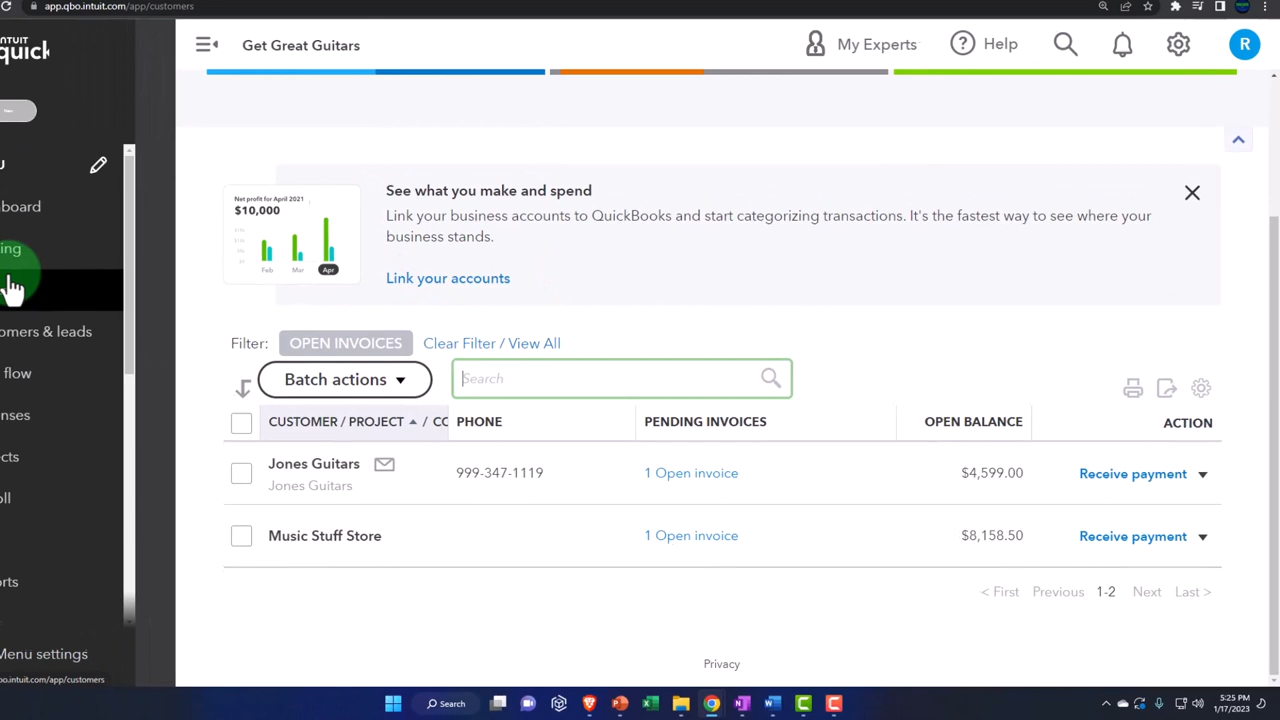 app.qbo.intuit.com/app/customers
INTUIT
quick
Get Great Guitars
My Experts
Help
R
U
board
ing
omers & leads
flow
nses
cts
oll
orts
Menu settings
app.qbo.intuit.com/app/customers
Net profit for April 2021
$10,000
Feb
Mar
Apr
See what you make and spend
Link your business accounts to QuickBooks and start categorizing transactions. It's the fastest way to see where your
business stands.
Link your accounts
Filter: OPEN INVOICES Clear Filter / View All
Batch actions
Search
CUSTOMER / PROJECT / CO PHONE PENDING INVOICES OPEN BALANCE ACTION
Jones Guitars 999-347-1119 1 Open invoice $4,599.00 Receive payment
Jones Guitars
Music Stuff Store 1 Open invoice $8,158.50 Receive payment
< First Previous 1-2 Next Last >
Privacy
Search
5:25 PM
1/17/2023